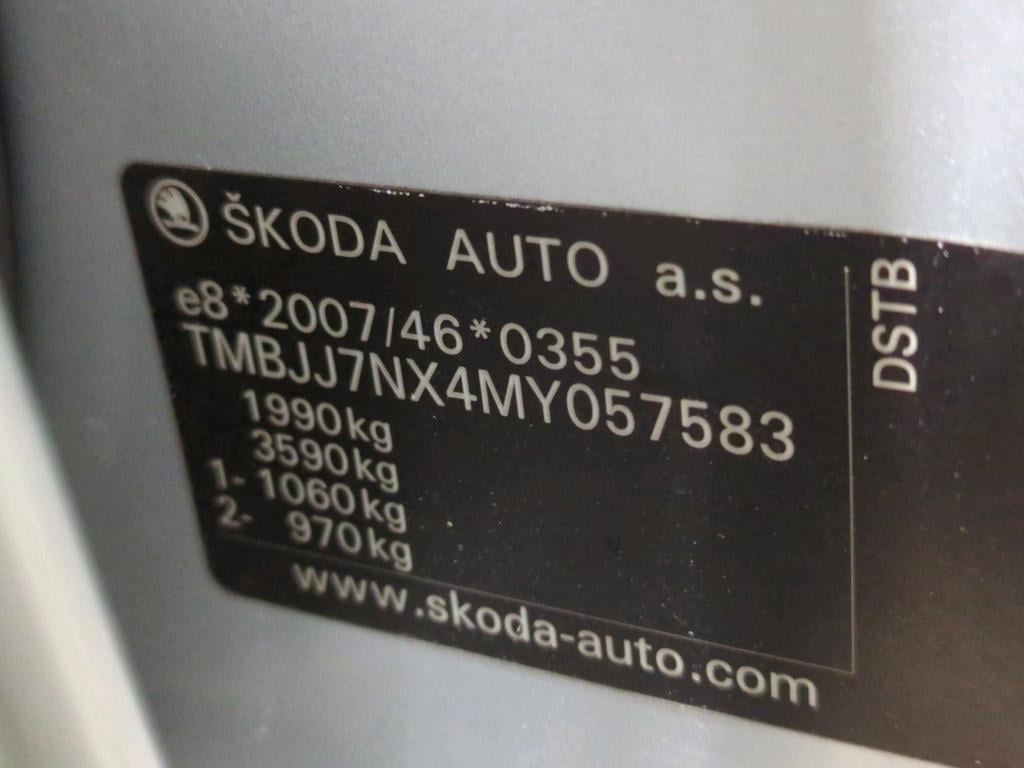 ŠKODA AUTO a.s.
e8*2007/46*0355
TMBJJ7NX4MY057583
1990kg
3590kg
1- 1060kg
2- 970kg
www.skoda-auto.com
DSTB